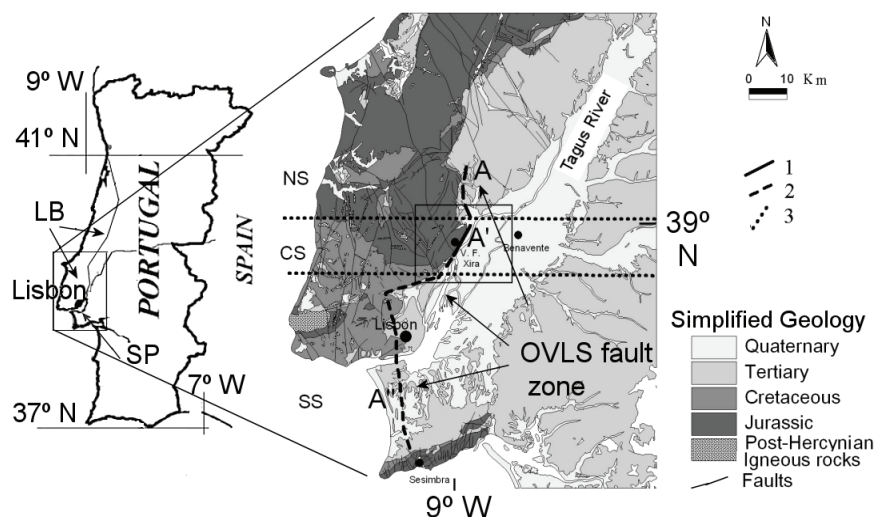 9º W
41º N
LB
PORTUGAL
SPAIN
Lisbon
SP
7º W
37º N
NS
CS
SS
A
A'
V. F.
Xira
Benavente
Tagus River
Lisbon
OVLS fault
zone
A''
Sesimbra
9º W
39º
N
N
0 10 Km
1
2
3
Simplified Geology
Quaternary
Tertiary
Cretaceous
Jurassic
Post-Hercynian
Igneous rocks
Faults